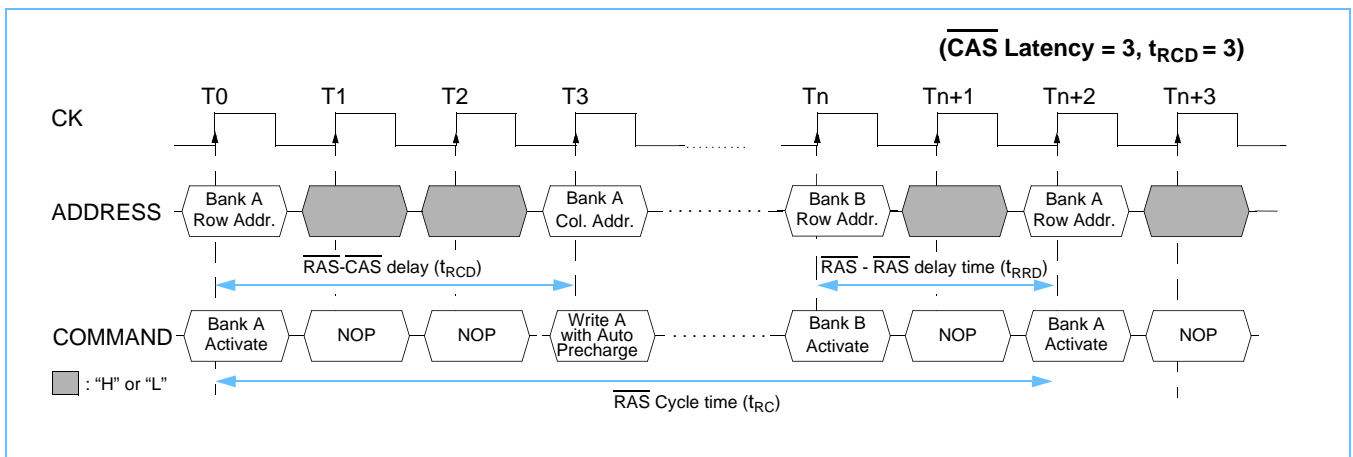 (CAS Latency = 3, tRCD = 3)
T0 T1 T2 T3 Tn Tn+1 Tn+2 Tn+3
CK
ADDRESS
Bank A
Row Addr.
Bank A
Col. Addr.
Bank B
Row Addr.
Bank A
Row Addr.
RAS-CAS delay (tRCD)
RAS - RAS delay time (tRRD)
COMMAND
Bank A
Activate
NOP
NOP
Write A
with Auto
Precharge
Bank B
Activate
NOP
Bank A
Activate
NOP
: “H” or “L”
RAS Cycle time (tRC)